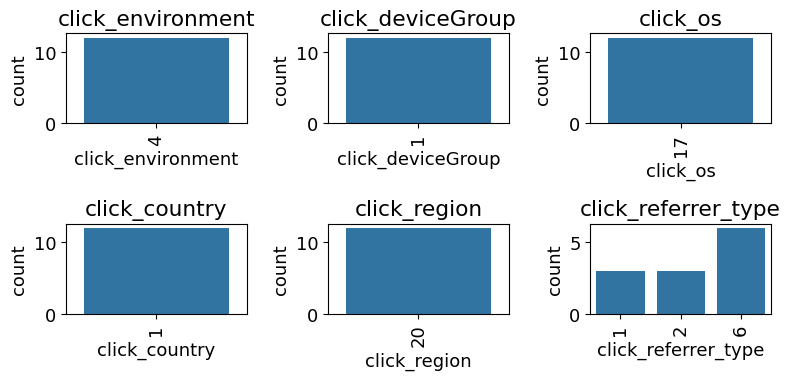 click_environment
10
0
count
4
click_environment
click_deviceGroup
10
0
count
1
click_deviceGroup
click_os
10
0
count
17
click_os
click_country
10
0
count
1
click_country
click_region
10
0
count
20
click_region
click_referrer_type
5
0
count
1 2 6
click_referrer_type